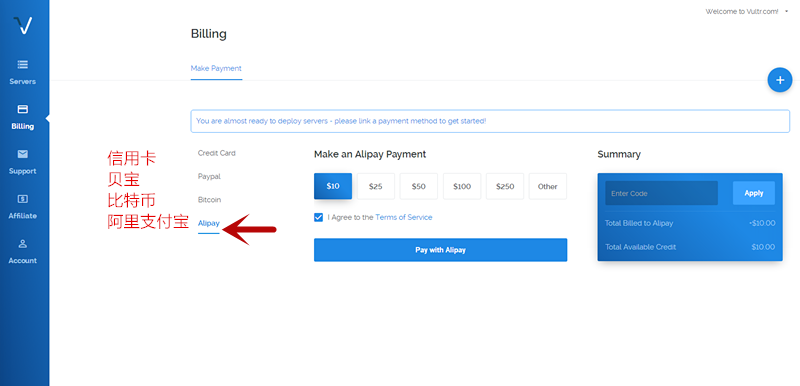 Welcome to Vultr.com!
Billing
Make Payment
Servers
Billing
Support
Affiliate
Account
You are almost ready to deploy servers - please link a payment method to get started!
信用卡
贝宝
比特币
阿里支付宝
Credit Card
Paypal
Bitcoin
Alipay
Make an Alipay Payment
$10 $25 $50 $100 $250 Other
I Agree to the Terms of Service
Pay with Alipay
Summary
Enter Code Apply
Total Billed to Alipay ~$10.00
Total Available Credit $10.00